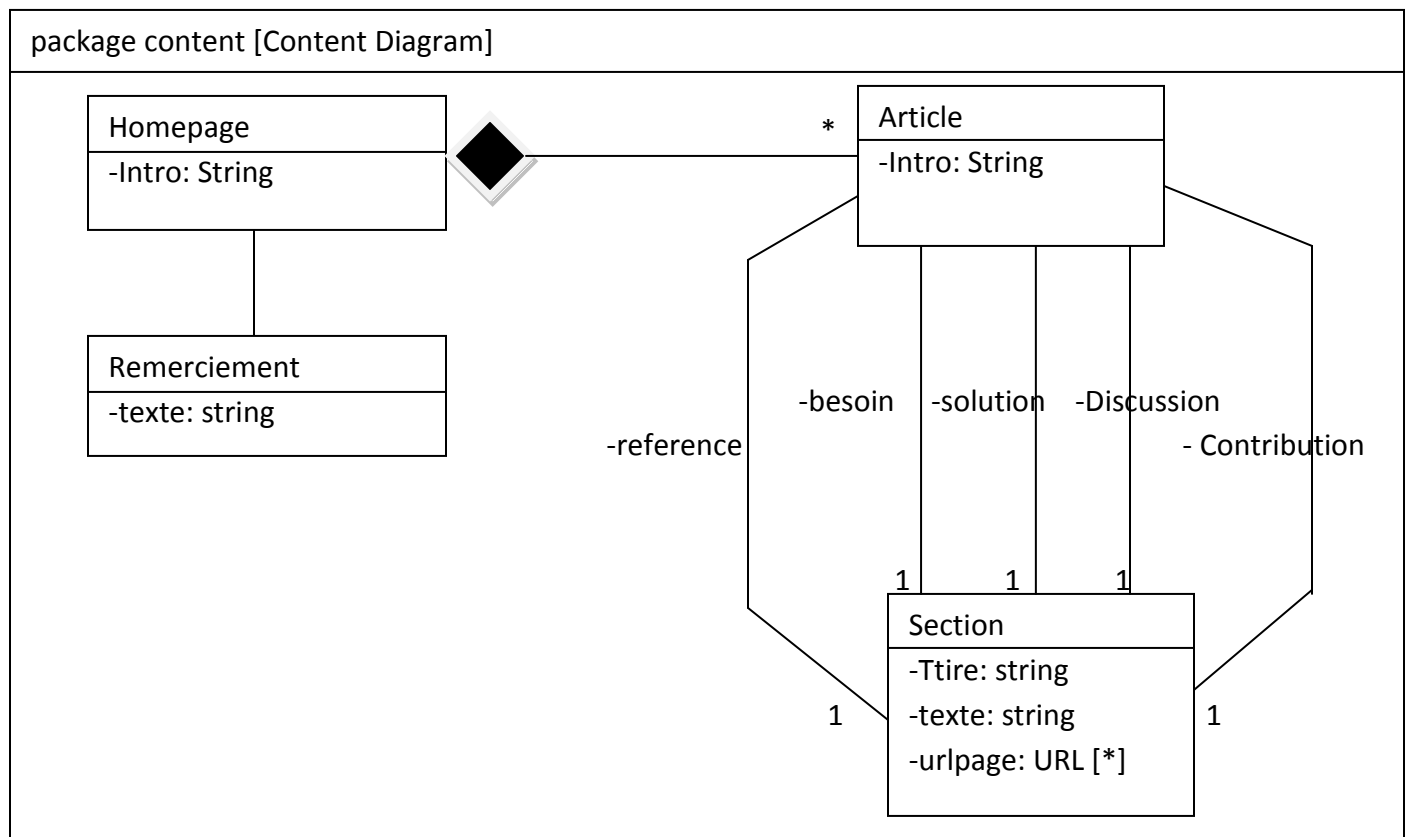 package content [Content Diagram]
Homepage
-Intro: String
*
Article
-Intro: String
Remerciement
-texte: string
-besoin
-solution
-Discussion
-reference
- Contribution
1
1
1
Section
-Ttire: string
-texte: string
-urlpage: URL [*]
1
1